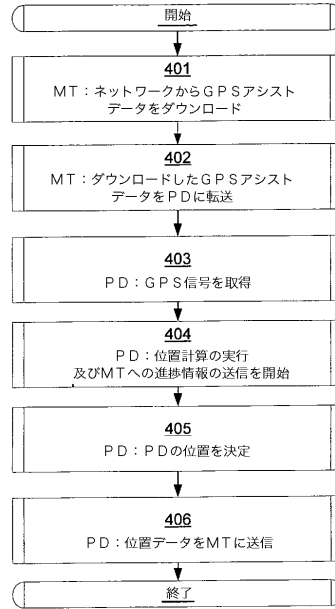 開始
401
ＭＴ：ネットワークからＧＰＳアシスト
データをダウンロード
402
ＭＴ：ダウンロードしたＧＰＳアシスト
データをＰＤに転送
403
ＰＤ：ＧＰＳ信号を取得
404
ＰＤ：位置計算の実行
及びＭＴへの進捗情報の送信を開始
405
ＰＤ：ＰＤの位置を決定
406
ＰＤ：位置データをＭＴに送信
終了